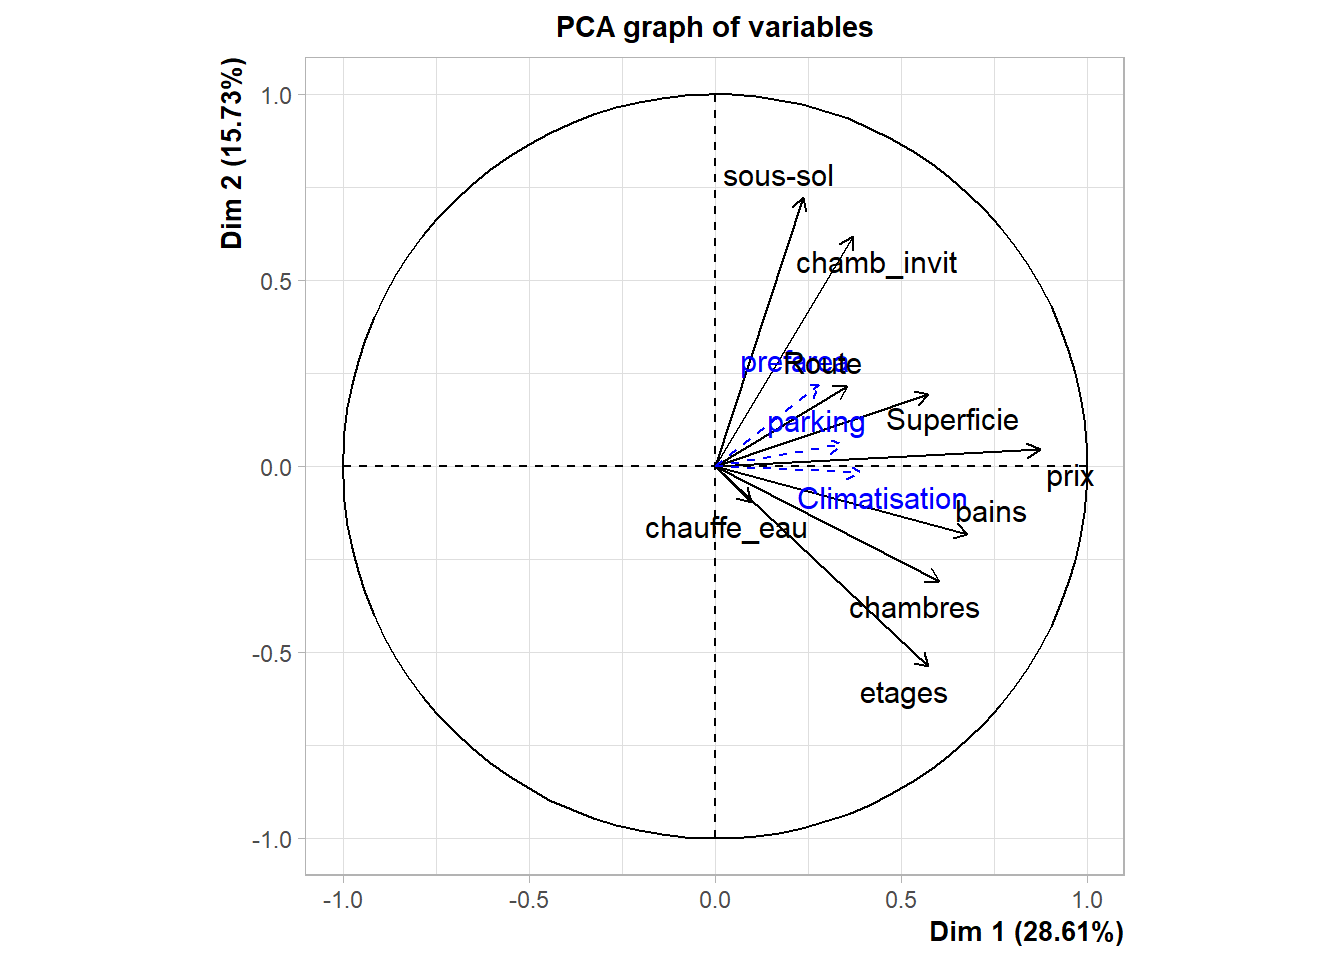 PCA graph of variables
Dim 2 (15.73%)
1.0
0.5
0.0
-0.5
-1.0
sous-sol
chamb_invit
prefarea
Route
parking
Superficie
prix
Climatisation
bains
chauffe_eau
chambres
etages
-1.0 -0.5 0.0 0.5 1.0
Dim 1 (28.61%)